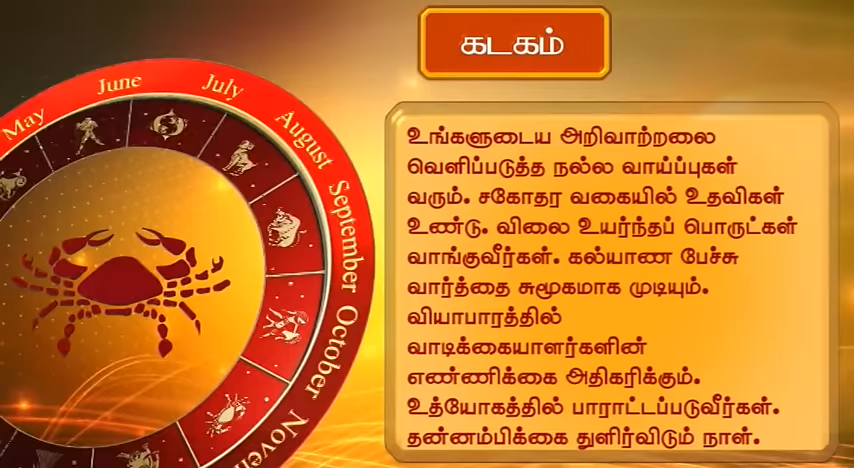 கடகம்
May
June
July
August
September
October
உங்களுடைய அறிவாற்றலை
வெளிப்படுத்த நல்ல வாய்ப்புகள்
வரும். சகோதர வகையில் உதவிகள்
உண்டு. விலை உயர்ந்தப் பொருட்கள்
வாங்குவீர்கள். கல்யாண பேச்சு
வார்த்தை சுமூகமாக முடியும்.
வியாபாரத்தில்
வாடிக்கையாளர்களின்
எண்ணிக்கை அதிகரிக்கும்.
உத்யோகத்தில் பாராட்டப்படுவீர்கள்.
தன்னம்பிக்கை துளிர்விடும் நாள்.